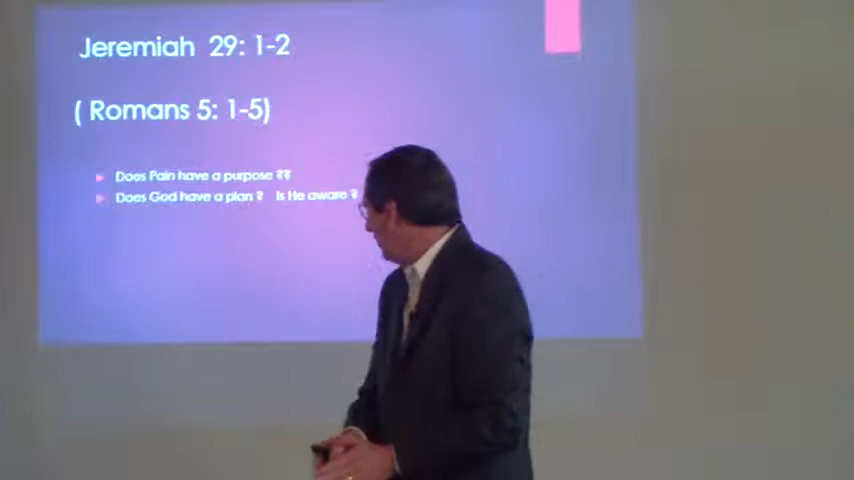 Jeremiah 29: 1-2
( Romans 5: 1-5)
Does Pain have a purpose ??
Does God have a plan ? Is He aware ?